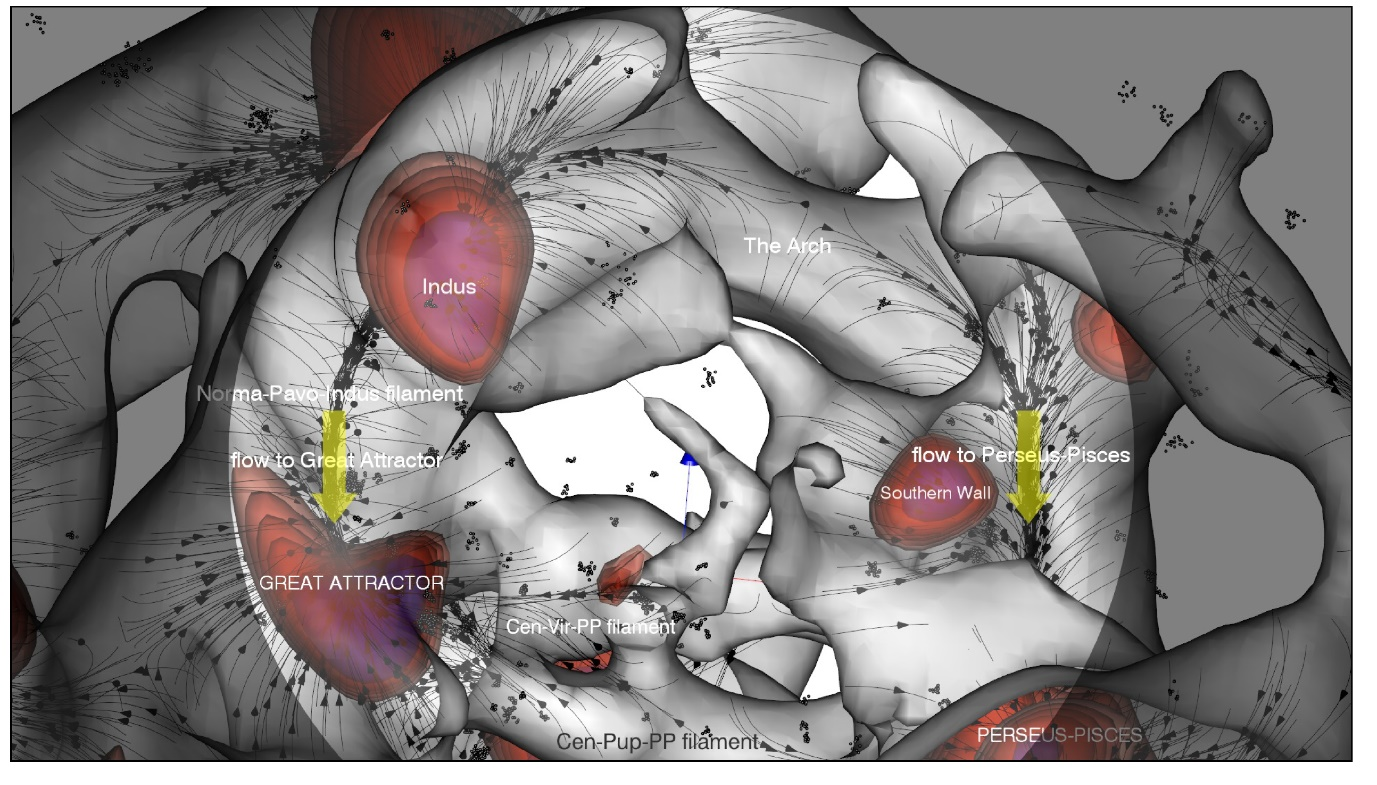 The Arch
Indus
Norma-Pavo-Indus filament
flow to Great Attractor
flow to Perseus-Pisces
Southern Wall
GREAT ATTRACTOR
Cen-Vir-PP filament
PERSEUS-PISCES
Cen-Pup-PP filament